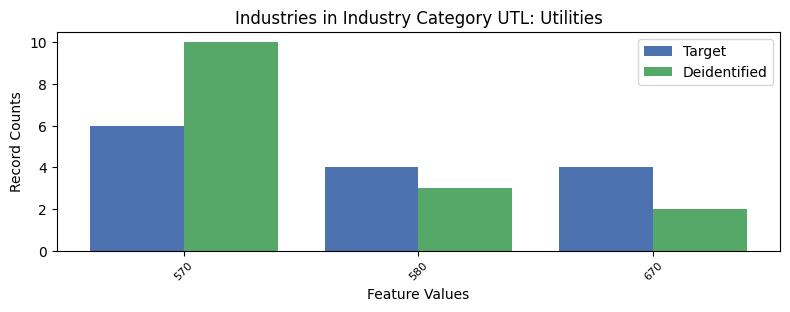 Industries in Industry Category UTL: Utilities
Target
Deidentified
Record Counts
10
8
6
4
2
0
570
580
670
Feature Values